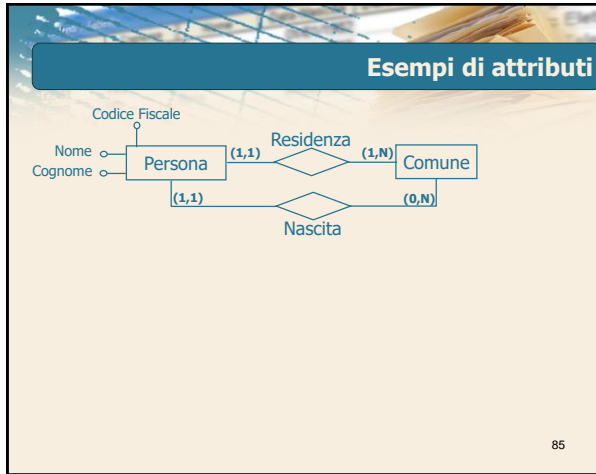 Esempi di attributi
Codice Fiscale
Nome
Cognome
Persona
(1,1)
Residenza
(1,N)
Comune
(1,1)
(0,N)
Nascita
85